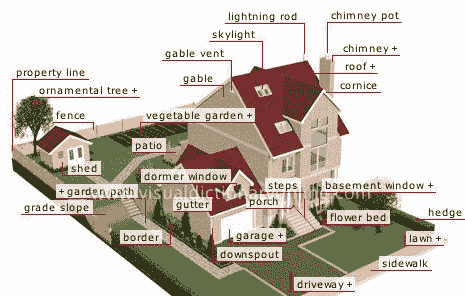 lightning rod
chimney pot
skylight
gable vent
chimney +
gable
roof +
property line
cornice
ornamental tree +
fence
vegetable garden +
patio
shed
dormer window
+ garden path
steps
basement window +
gutter
porch
grade slope
flower bed
hedge
border
garage +
lawn +
downspout
sidewalk
driveway +